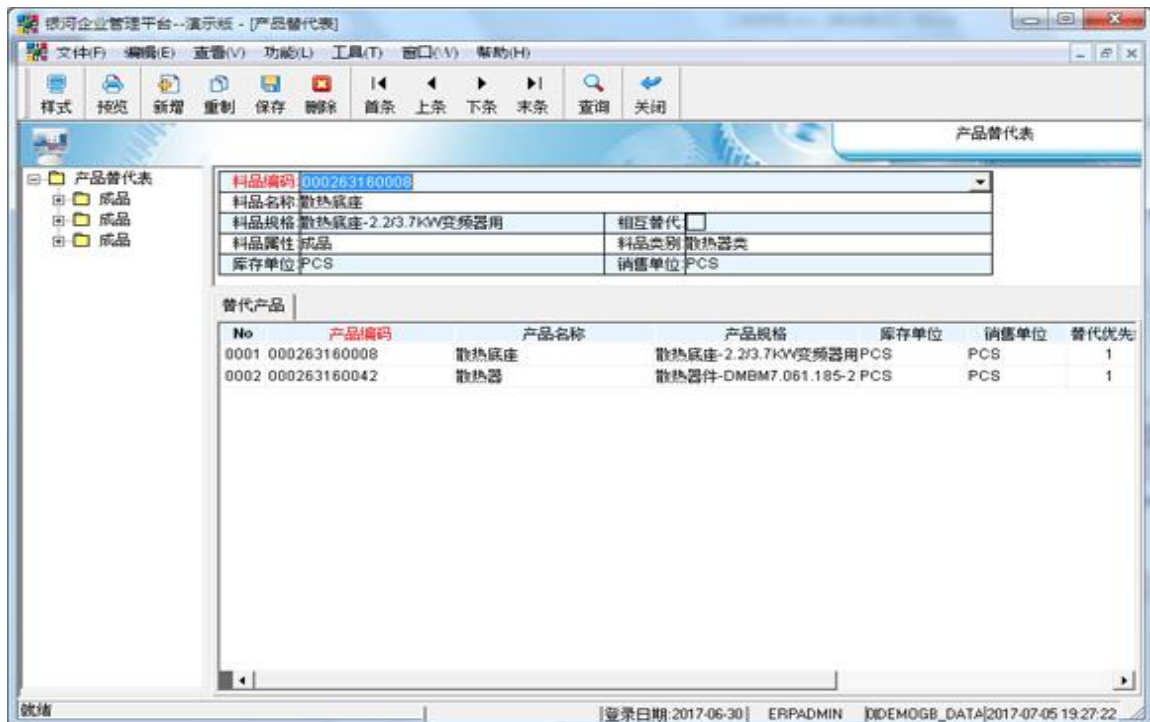 银河企业管理平台--演示版 - [产品替代表]
文件(F) 编辑(E) 查看(V) 功能(L) 工具(T) 窗口(W) 帮助(H)
样式 预览 新增 重制 保存 删除 首条 上条 下条 末条 查询 关闭
产品替代表
产品替代表
成品
成品
成品
料品编码:000263160008
料品名称:散热底座
料品规格:散热底座-2.2/3.7KW变频器用 相互替代:
料品属性:成品 料品类别:散热器类
库存单位:PCS 销售单位:PCS
替代产品
No 产品编码 产品名称 产品规格 库存单位 销售单位 替代优先
0001 000263160008 散热底座 散热底座-2.2/3.7KW变频器用 PCS PCS 1
0002 000263160042 散热器 散热器件-DMBM7.061.185-2 PCS PCS 1
就绪 登录日期:2017-06-30 ERPADMIN DIDEMOGB_DATA 2017-07-05 19:27:22